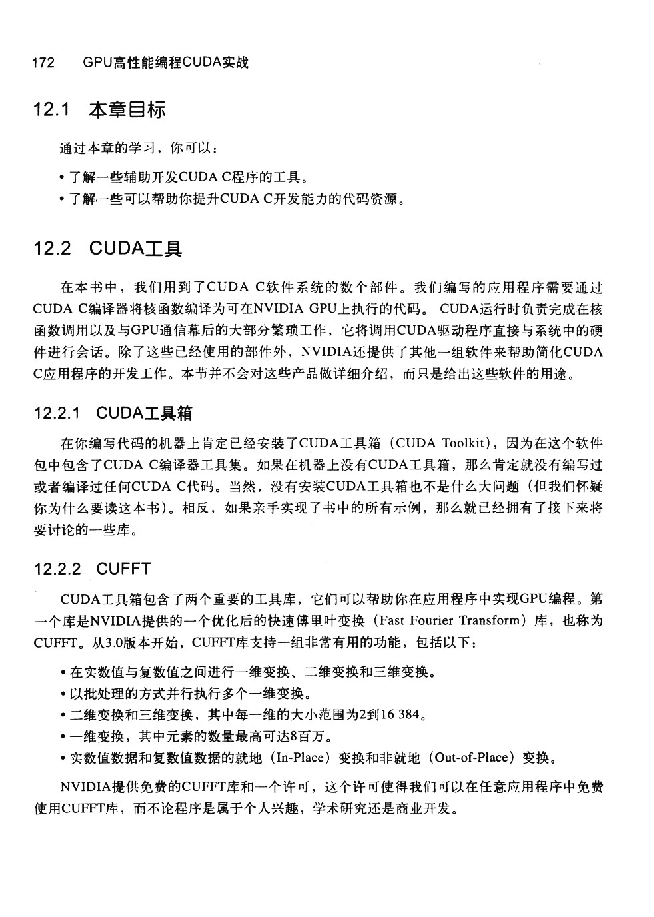 172 GPU高性能编程CUDA实战
12.1 本章目标
通过本章的学习，你可以：
• 了解一些辅助开发CUDA C程序的工具。
• 了解一些可以帮助你提升CUDA C开发能力的代码资源。
12.2 CUDA工具
在本书中，我们用到了CUDA C软件系统的数个部件。我们编写的应用程序需要通过
CUDA C编译器将核函数编译为可在NVIDIA GPU上执行的代码。 CUDA运行时负责完成在核
函数调用以及与GPU通信幕后的大部分繁琐工作，它将调用CUDA驱动程序直接与系统中的硬
件进行会话。除了这些已经使用的部件外，NVIDIA还提供了其他一组软件来帮助简化CUDA
C应用程序的开发工作。本节并不会对这些产品做详细介绍，而只是给出这些软件的用途。
12.2.1 CUDA工具箱
在你编写代码的机器上肯定已经安装了CUDA工具箱（CUDA Toolkit），因为在这个软件
包中包含了CUDA C编译器工具集。如果在机器上没有CUDA工具箱，那么肯定就没有编写过
或者编译过任何CUDA C代码。当然，没有安装CUDA工具箱也不是什么大问题（但我们怀疑
你为什么要读这本书）。相反，如果亲手实现了书中的所有示例，那么就已经拥有了接下来将
要讨论的一些库。
12.2.2 CUFFT
CUDA工具箱包含了两个重要的工具库，它们可以帮助你在应用程序中实现GPU编程。第
一个库是NVIDIA提供的一个优化后的快速傅里叶变换（Fast Fourier Transform）库，也称为
CUFFT。从3.0版本开始，CUFFT库支持一组非常有用的功能，包括以下：
• 在实数值与复数值之间进行一维变换、二维变换和三维变换。
• 以批处理的方式并行执行多个一维变换。
• 二维变换和三维变换，其中每一维的大小范围为2到16 384。
• 一维变换，其中元素的数量最高可达8百万。
• 实数值数据和复数值数据的就地（In-Place）变换和非就地（Out-of-Place）变换。
NVIDIA提供免费的CUFFT库和一个许可，这个许可使得我们可以在任意应用程序中免费
使用CUFFT库，而不论程序是属于个人兴趣，学术研究还是商业开发。